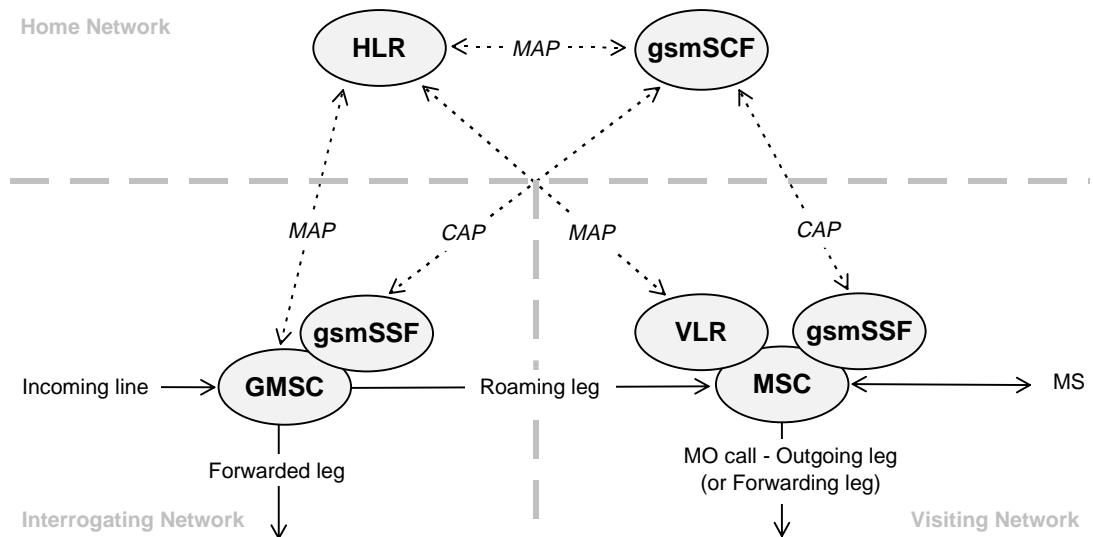 Home Network
HLR
MAP
gsmSCF
MAP
CAP
MAP
CAP
gsmSSF
VLR
gsmSSF
Incoming line
GMSC
Roaming leg
MSC
MS
Forwarded leg
MO call - Outgoing leg
(or Forwarding leg)
Interrogating Network
Visiting Network